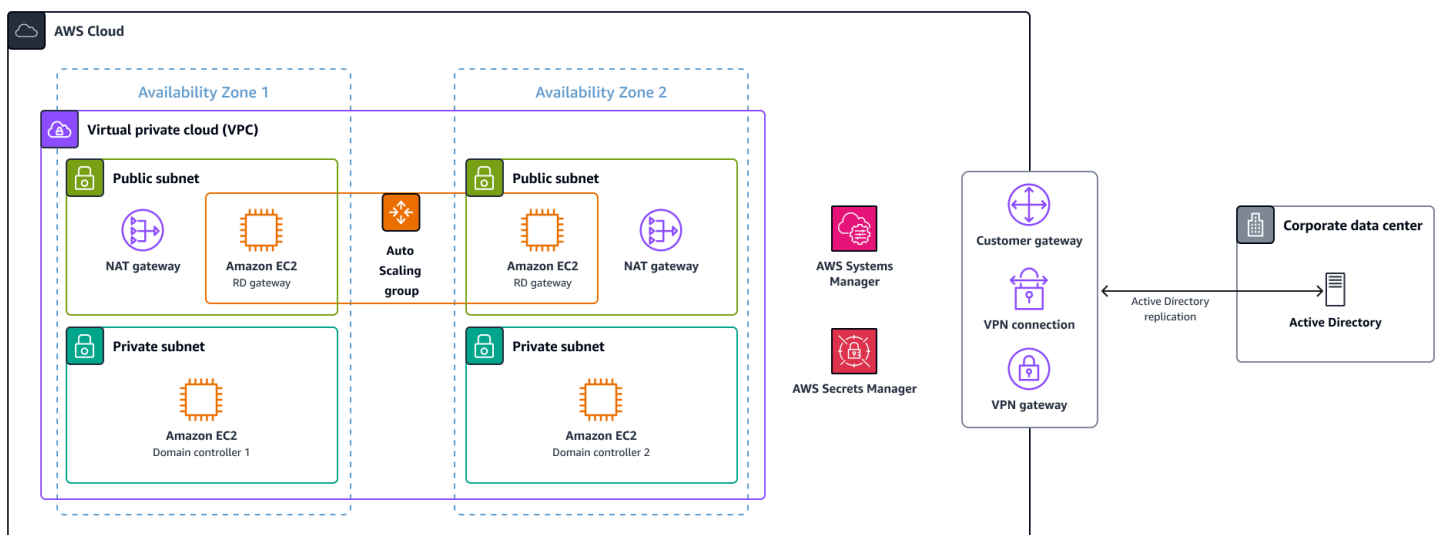 AWS Cloud
Availability Zone 1
Availability Zone 2
Virtual private cloud (VPC)
Public subnet
NAT gateway
Amazon EC2
RD gateway
Auto
Scaling
group
Public subnet
Amazon EC2
RD gateway
NAT gateway
Private subnet
Amazon EC2
Domain controller 1
Private subnet
Amazon EC2
Domain controller 2
AWS Systems
Manager
AWS Secrets Manager
Customer gateway
VPN connection
VPN gateway
Active Directory
replication
Corporate data center
Active Directory